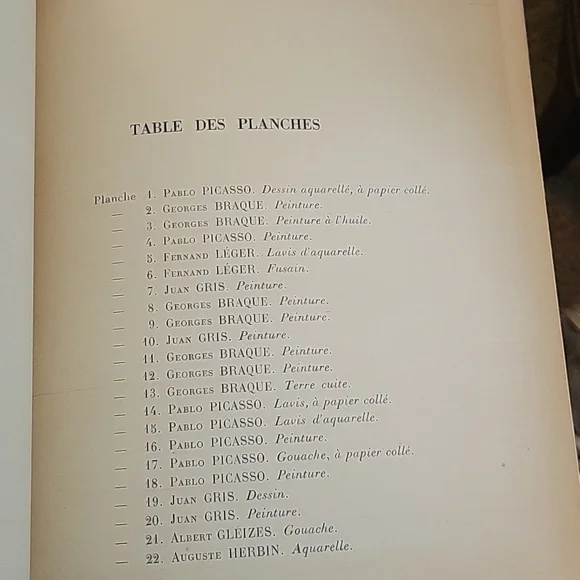 TABLE DES PLANCHES
Planche 1. PABLO PICASSO. Dessin aquarellé, à papier collé.
— 2. GEORGES BRAQUE. Peinture.
— 3. GEORGES BRAQUE. Peinture à l'huile.
— 4. PABLO PICASSO. Peinture.
— 5. FERNAND LÉGER. Lavis d'aquarelle.
— 6. FERNAND LÉGER. Fusain.
— 7. JUAN GRIS. Peinture.
— 8. GEORGES BRAQUE. Peinture.
— 9. GEORGES BRAQUE. Peinture.
— 10. JUAN GRIS. Peinture.
— 11. GEORGES BRAQUE. Peinture.
— 12. GEORGES BRAQUE. Peinture.
— 13. GEORGES BRAQUE. Terre cuite.
— 14. PABLO PICASSO. Lavis, à papier collé.
— 15. PABLO PICASSO. Lavis d'aquarelle.
— 16. PABLO PICASSO. Peinture.
— 17. PABLO PICASSO. Gouache, à papier collé.
— 18. PABLO PICASSO. Peinture.
— 19. JUAN GRIS. Dessin.
— 20. JUAN GRIS. Peinture.
— 21. ALBERT GLEIZES. Gouache.
— 22. AUGUSTE HERBIN. Aquarelle.